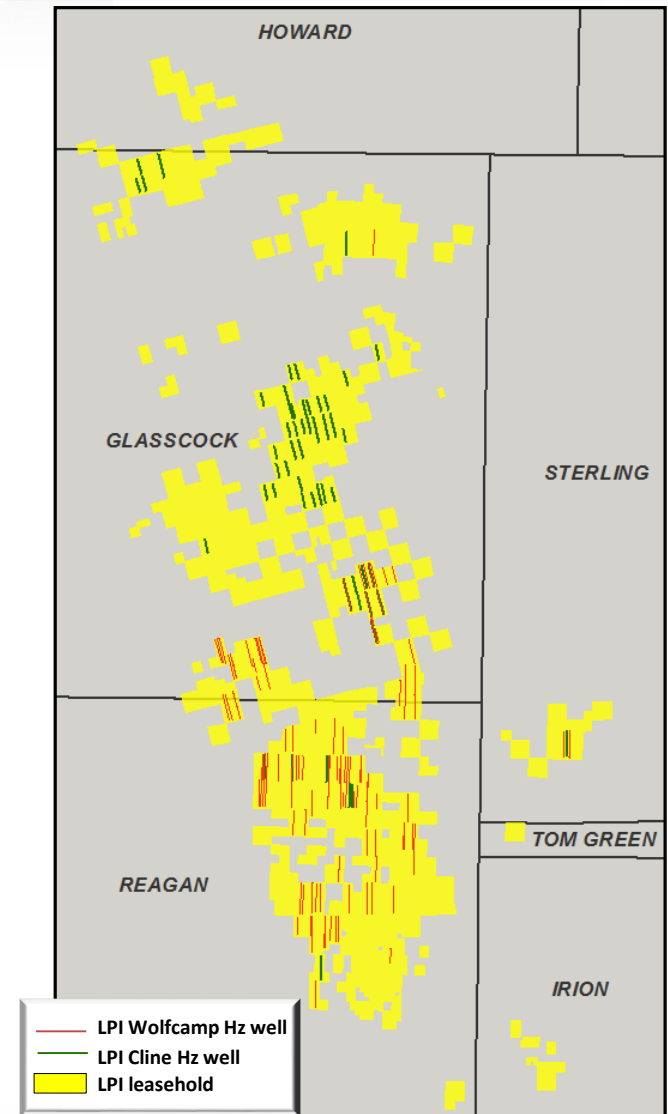 HOWARD
GLASSCOCK
STERLING
TOM GREEN
REAGAN
IRION
LPI Wolfcamp Hz well
LPI Cline Hz well
LPI leasehold